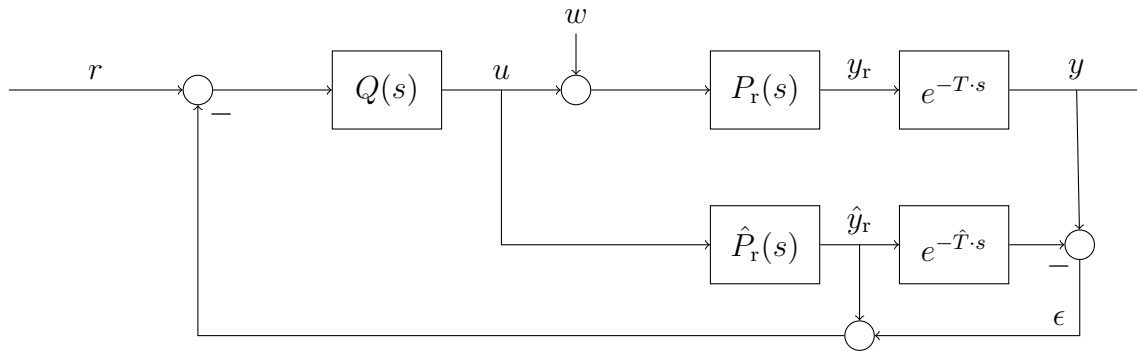 w
r
Q(s)
u
P_r(s)
y_r
e^{-T·s}
y
−
P̂_r(s)
ŷ_r
e^{-T̂·s}
−
ϵ